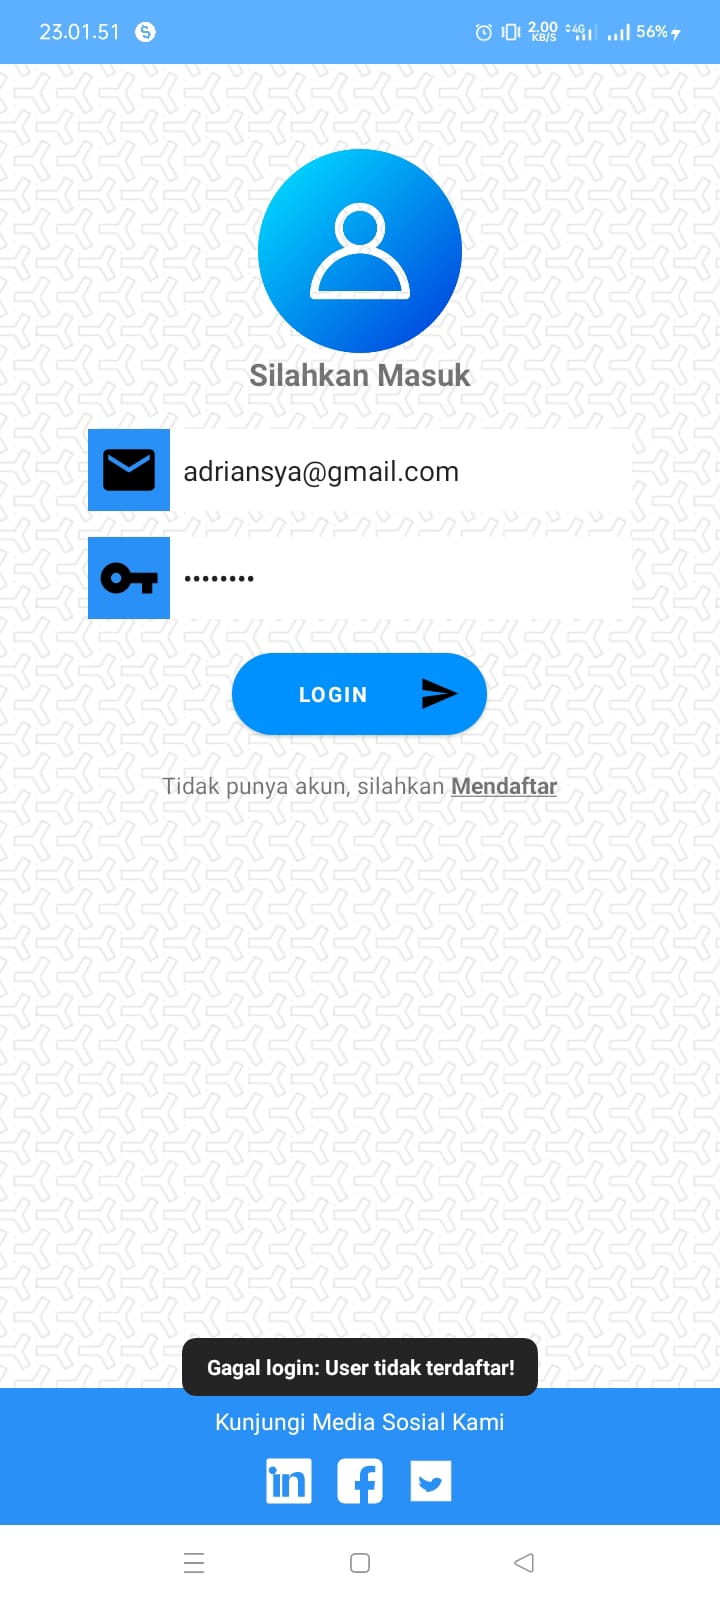 23.01.51
2.00 KB/S 4G 56%
Silahkan Masuk
adriansya@gmail.com
••••••••
LOGIN
Tidak punya akun, silahkan Mendaftar
Gagal login: User tidak terdaftar!
Kunjungi Media Sosial Kami